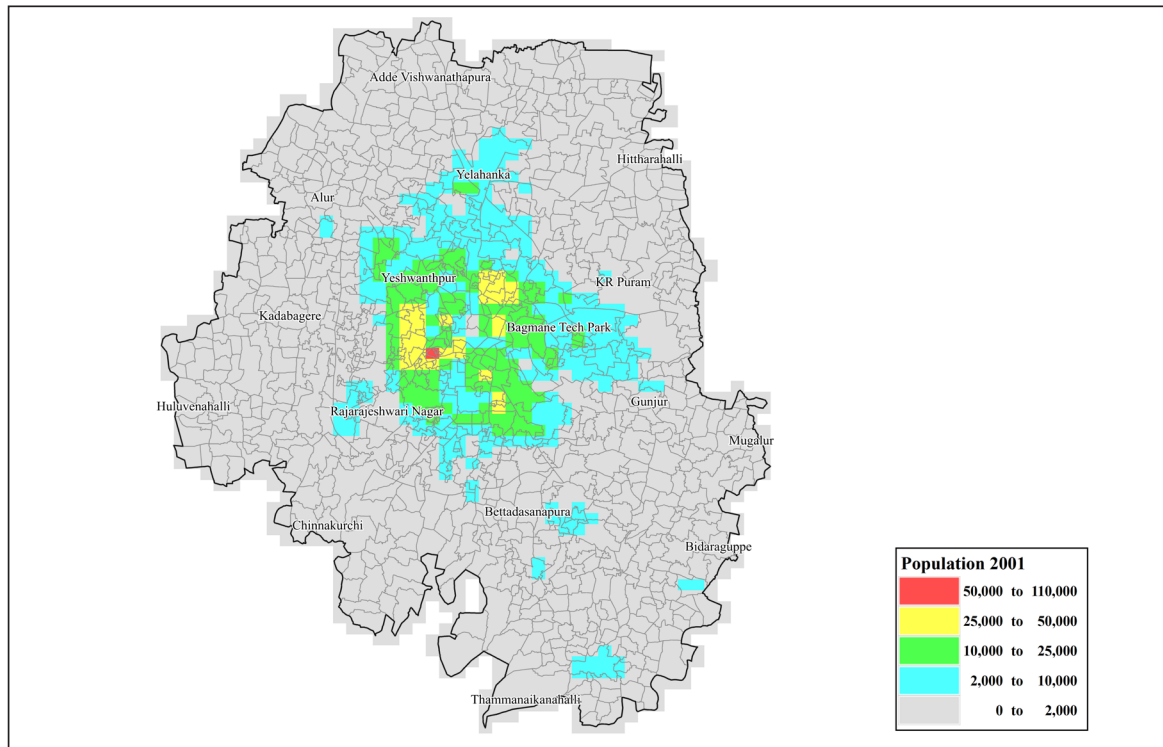 Adde Vishwanathapura
Hittharahalli
Yelahanka
Alur
Yeshwanthpur
KR Puram
Kadabagere
Bagmane Tech Park
Huluvenahalli
Rajarajeshwari Nagar
Gunjur
Mugalur
Bettadasanapura
Chinnakurchi
Bidaraguppe
Thammanaikanahalli
Population 2001
50,000 to 110,000
25,000 to 50,000
10,000 to 25,000
2,000 to 10,000
0 to 2,000